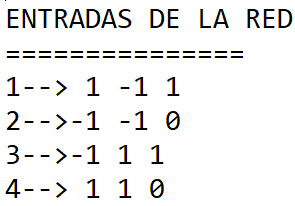 ENTRADAS DE LA RED
===============
1--> 1 -1 1
2-->-1 -1 0
3-->-1 1 1
4--> 1 1 0